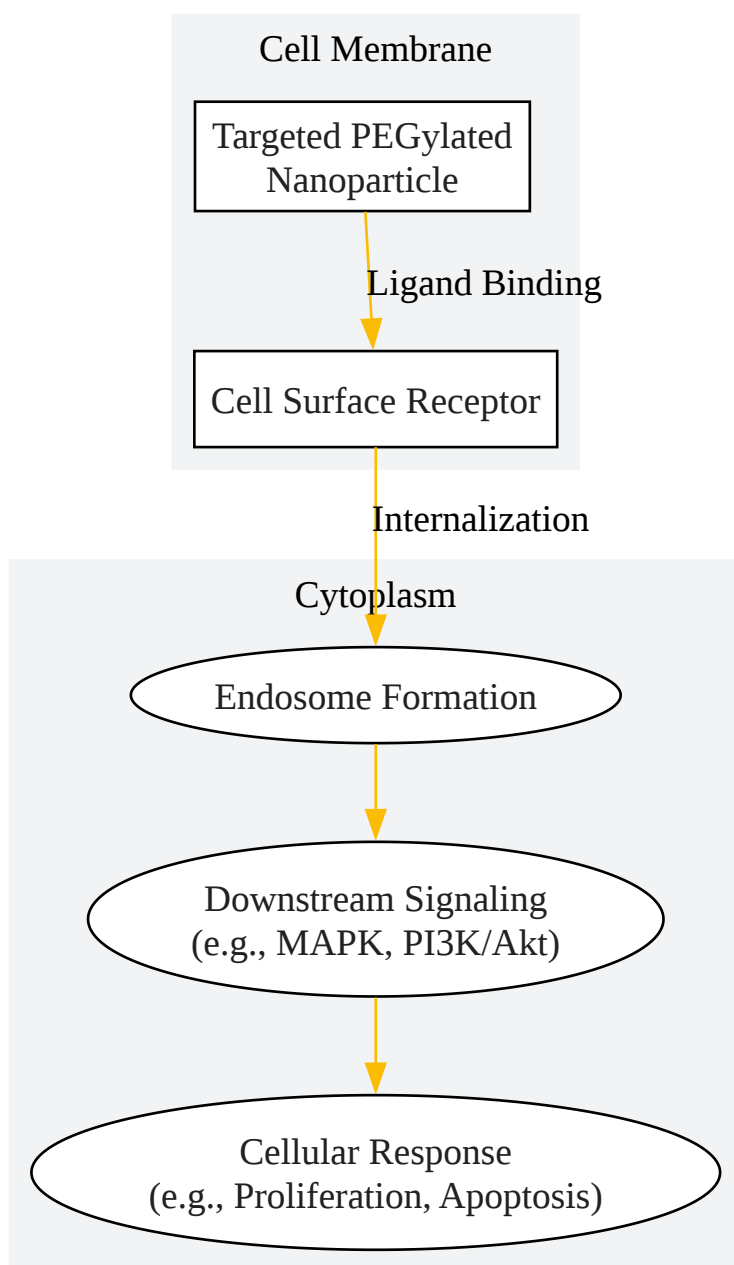 Cell Membrane
Targeted PEGylated
Nanoparticle
Ligand Binding
Cell Surface Receptor
Internalization
Cytoplasm
Endosome Formation
Downstream Signaling
(e.g., MAPK, PI3K/Akt)
Cellular Response
(e.g., Proliferation, Apoptosis)